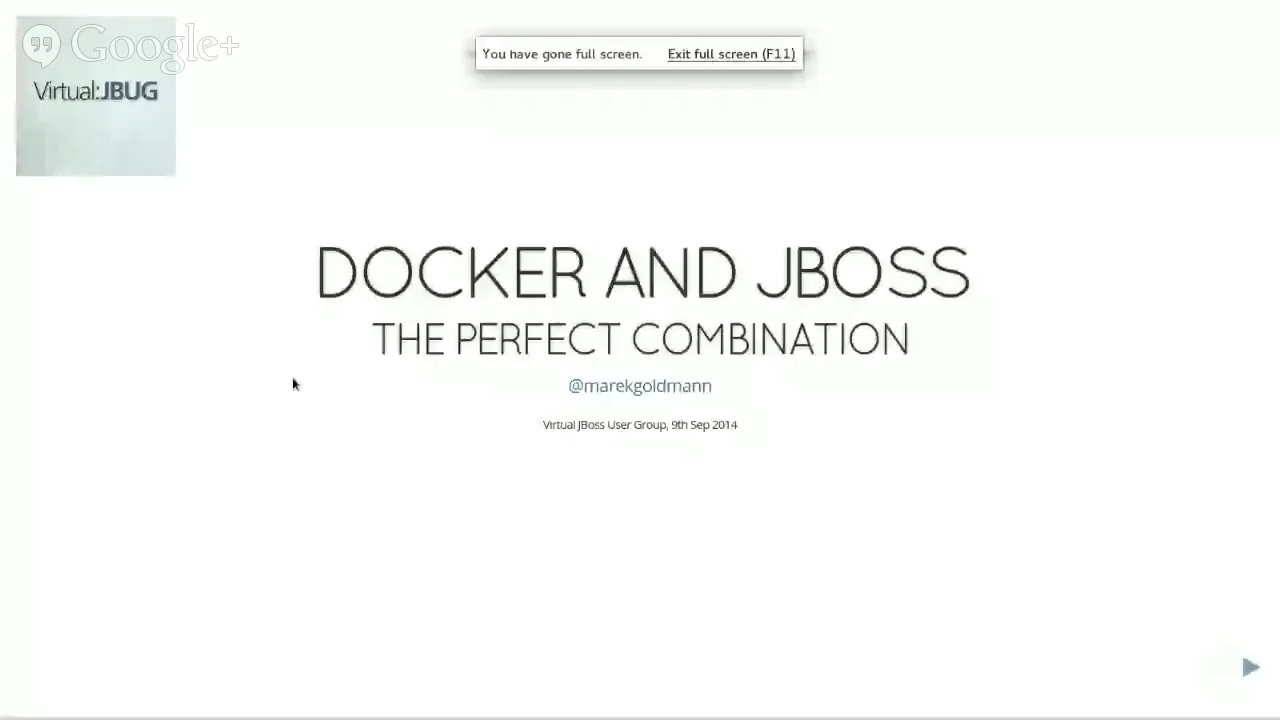 Google+
Virtual:JBUG
You have gone full screen. Exit full screen (F11)
DOCKER AND JBOSS
THE PERFECT COMBINATION
@marekgoldmann
Virtual JBoss User Group, 9th Sep 2014